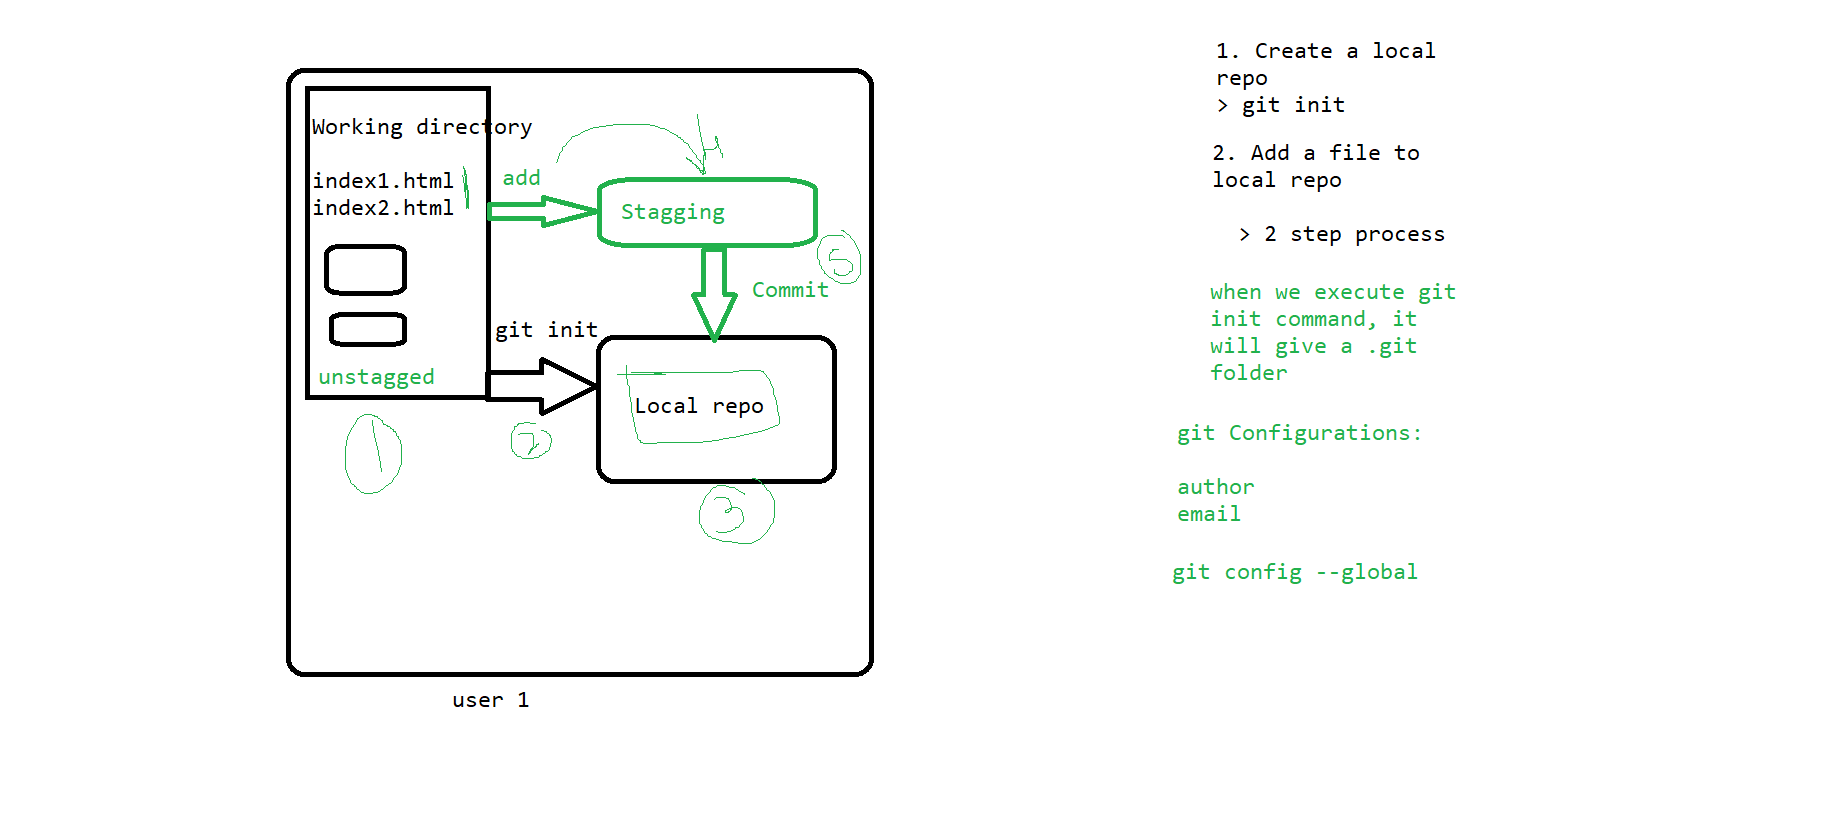 Working directory
index1.html
index2.html
unstagged
1
add
4
Stagging
5
Commit
git init
2
Local repo
3
user 1
1. Create a local
repo
> git init
2. Add a file to
local repo
> 2 step process
when we execute git
init command, it
will give a .git
folder
git Configurations:
author
email
git config --global